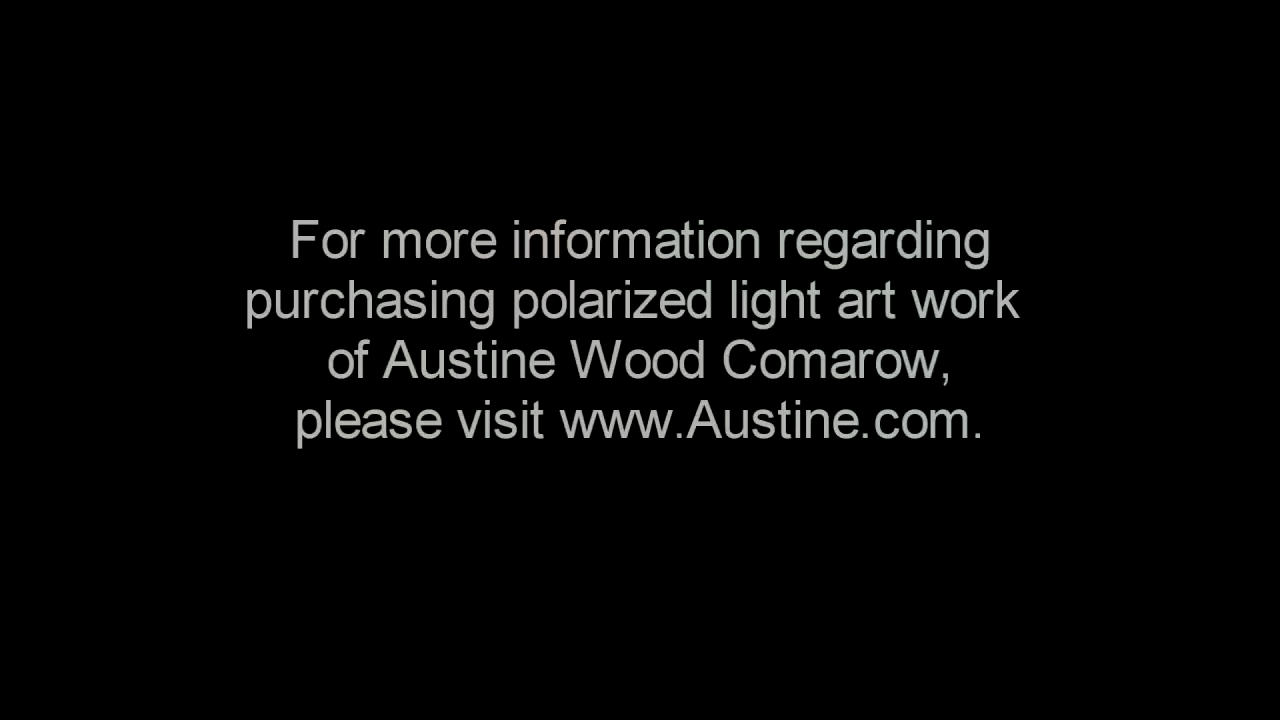 For more information regarding
purchasing polarized light art work
of Austine Wood Comarow,
please visit www.Austine.com.